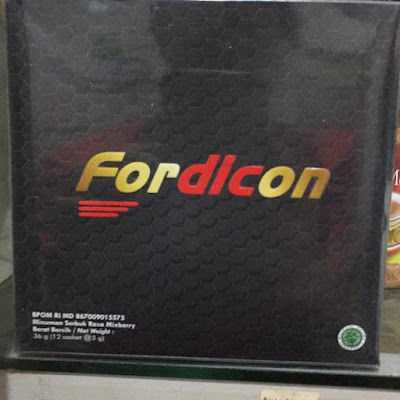 Fordicon
BPOM RI MD 867009015575
Minuman Serbuk Rasa Mixberry
Berat Bersih / Net Weight :
36 g (12 sachet @3 g)